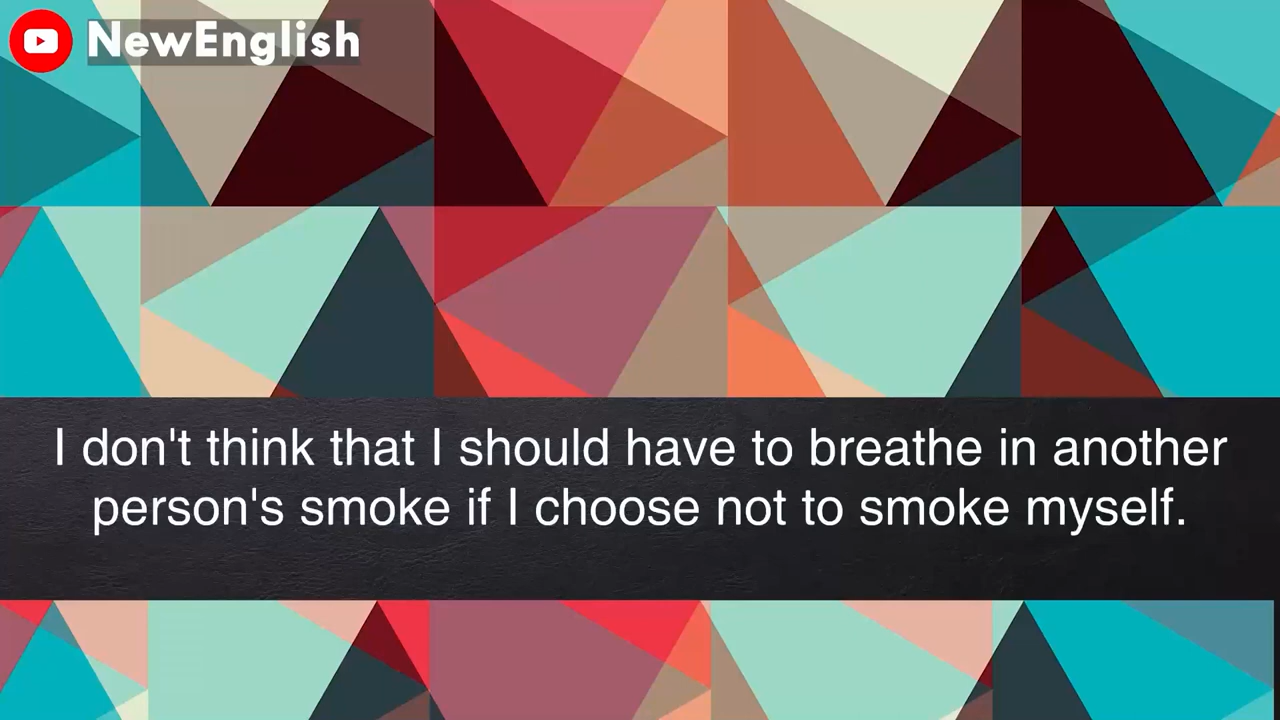 NewEnglish
I don't think that I should have to breathe in another
person's smoke if I choose not to smoke myself.